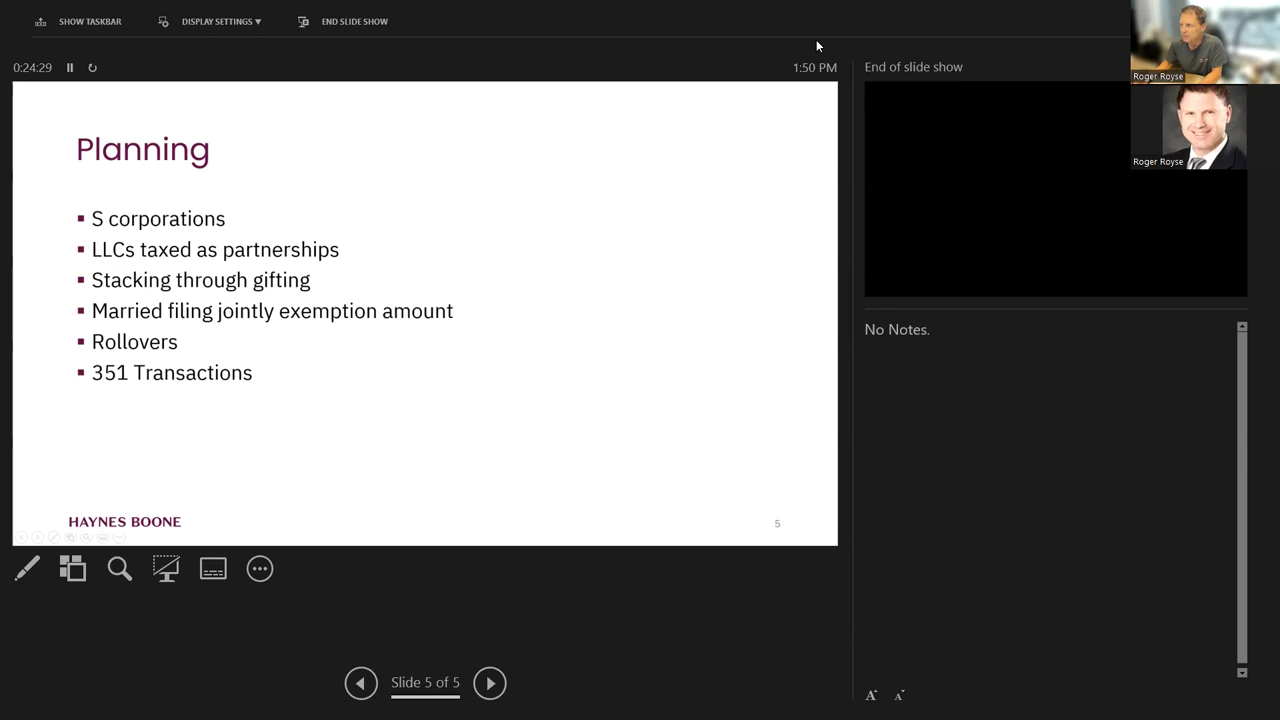 SHOW TASKBAR
DISPLAY SETTINGS ▼
END SLIDE SHOW
0:24:29
1:50 PM
End of slide show
Roger Royse
Roger Royse
Planning
▪ S corporations
▪ LLCs taxed as partnerships
▪ Stacking through gifting
▪ Married filing jointly exemption amount
▪ Rollovers
▪ 351 Transactions
HAYNES BOONE
5
No Notes.
Slide 5 of 5
A A